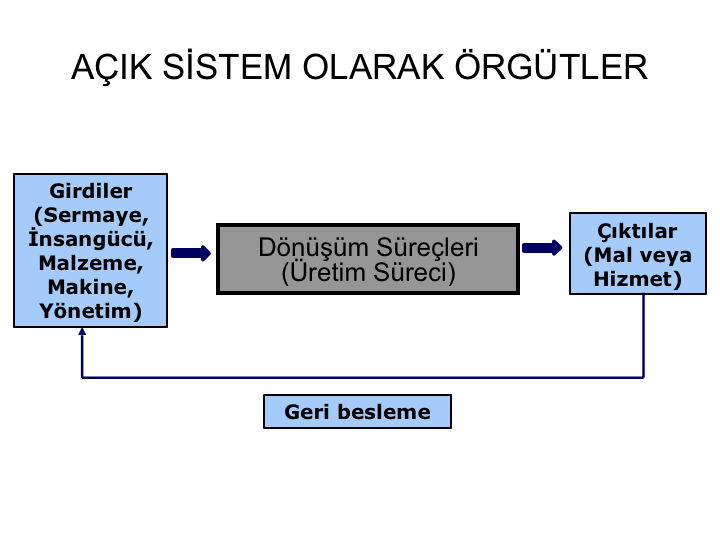 AÇIK SİSTEM OLARAK ÖRGÜTLER
Girdiler
(Sermaye,
İnsangücü,
Malzeme,
Makine,
Yönetim)
Dönüşüm Süreçleri
(Üretim Süreci)
Çıktılar
(Mal veya
Hizmet)
Geri besleme